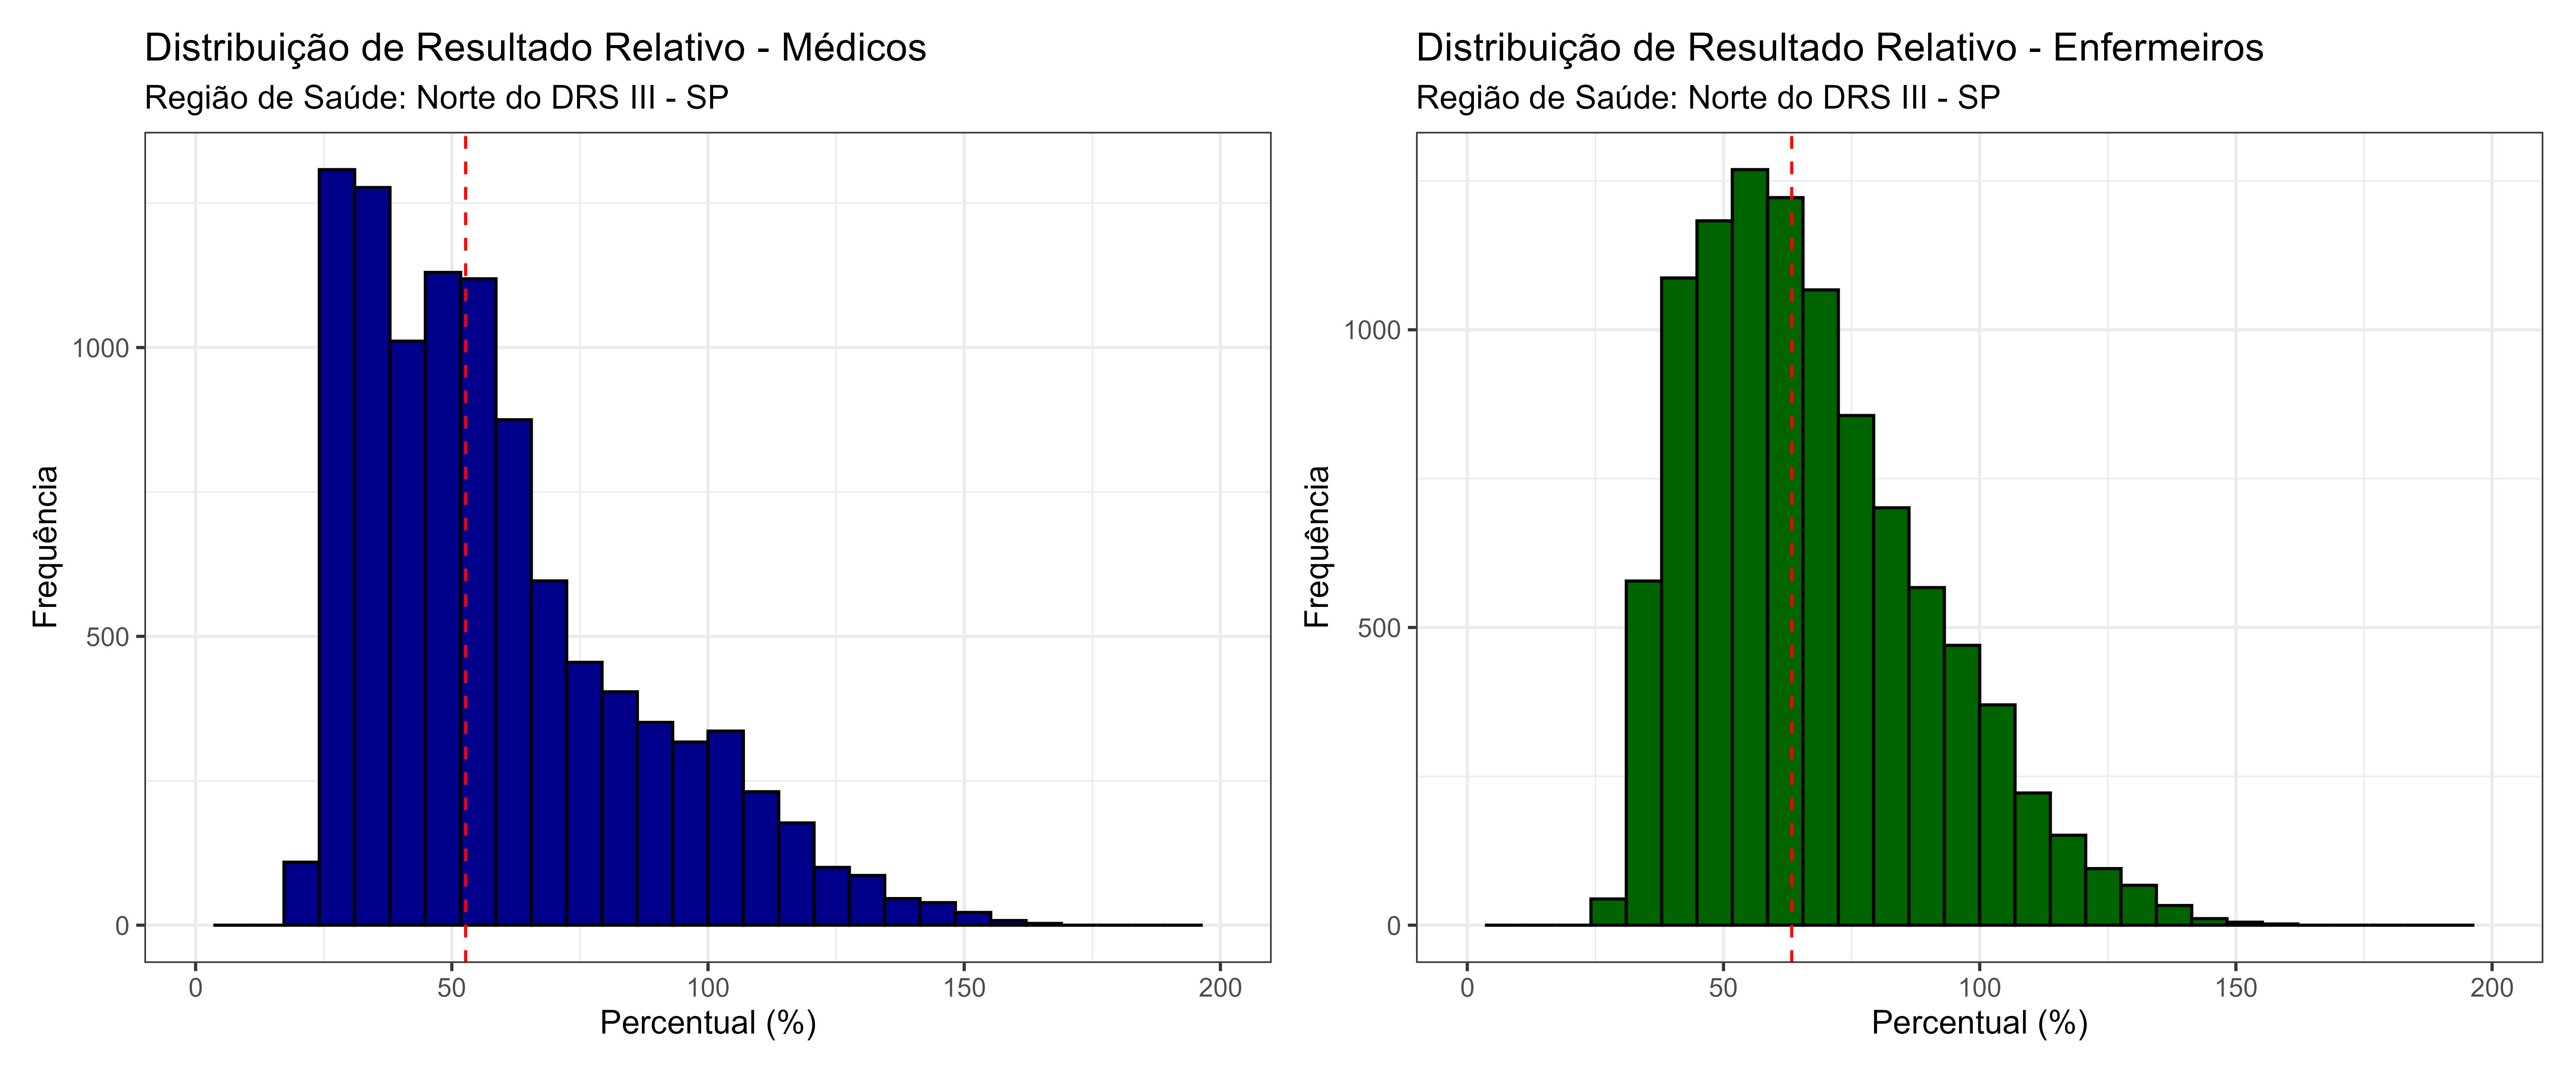 Distribuição de Resultado Relativo - Médicos
Região de Saúde: Norte do DRS III - SP
Frequência
1000
500
0
0 50 100 150 200
Percentual (%)
Distribuição de Resultado Relativo - Enfermeiros
Região de Saúde: Norte do DRS III - SP
Frequência
1000
500
0
0 50 100 150 200
Percentual (%)